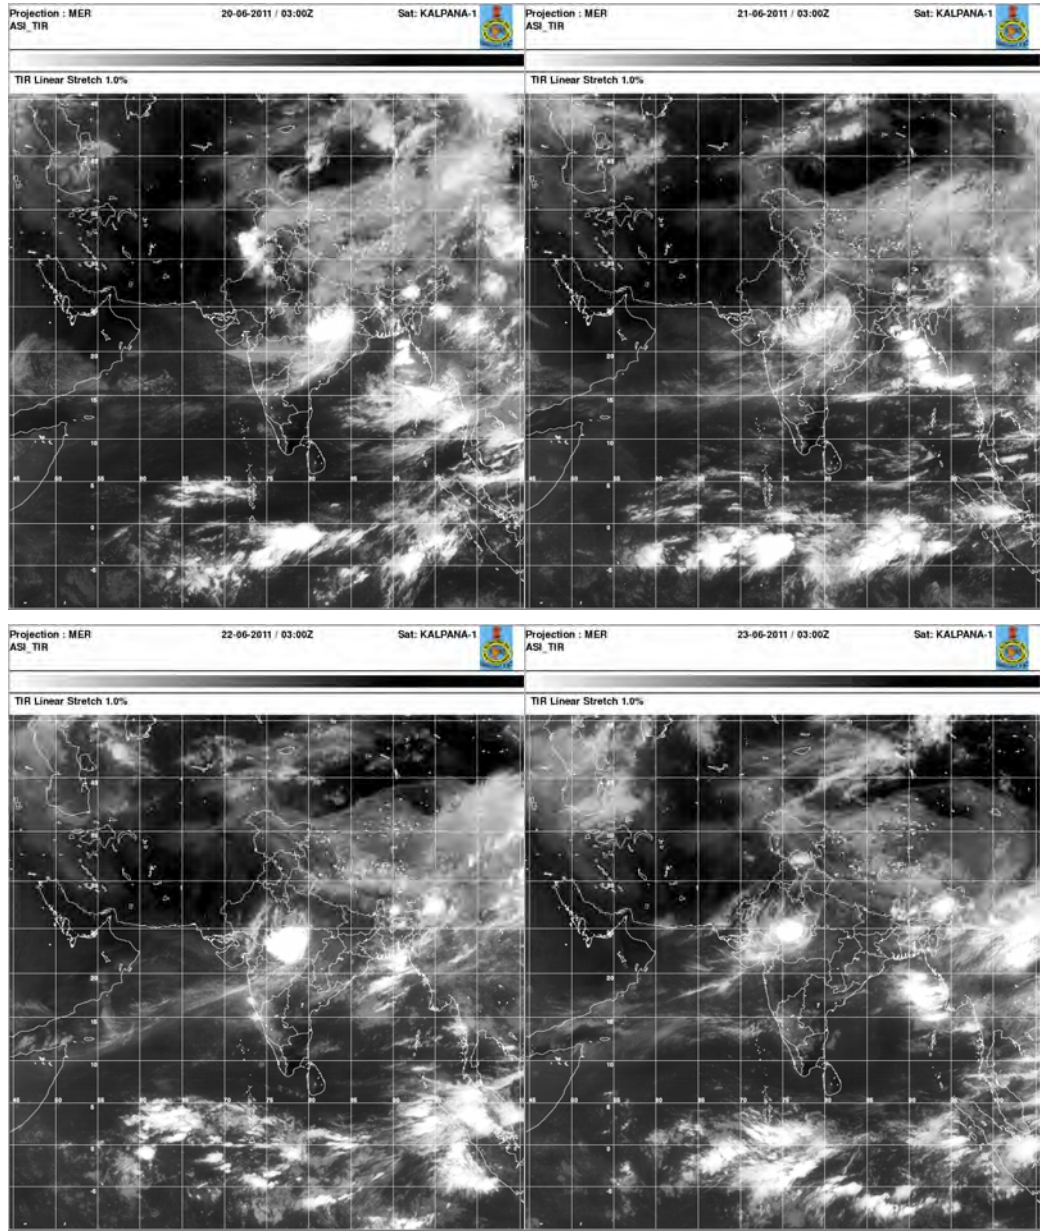 Projection : MER 20-06-2011 / 03:00Z Sat: KALPANA-1
ASI_TIR
TIR Linear Stretch 1.0%
Projection : MER 21-06-2011 / 03:00Z Sat: KALPANA-1
ASI_TIR
TIR Linear Stretch 1.0%
Projection : MER 22-06-2011 / 03:00Z Sat: KALPANA-1
ASI_TIR
TIR Linear Stretch 1.0%
Projection : MER 23-06-2011 / 03:00Z Sat: KALPANA-1
ASI_TIR
TIR Linear Stretch 1.0%